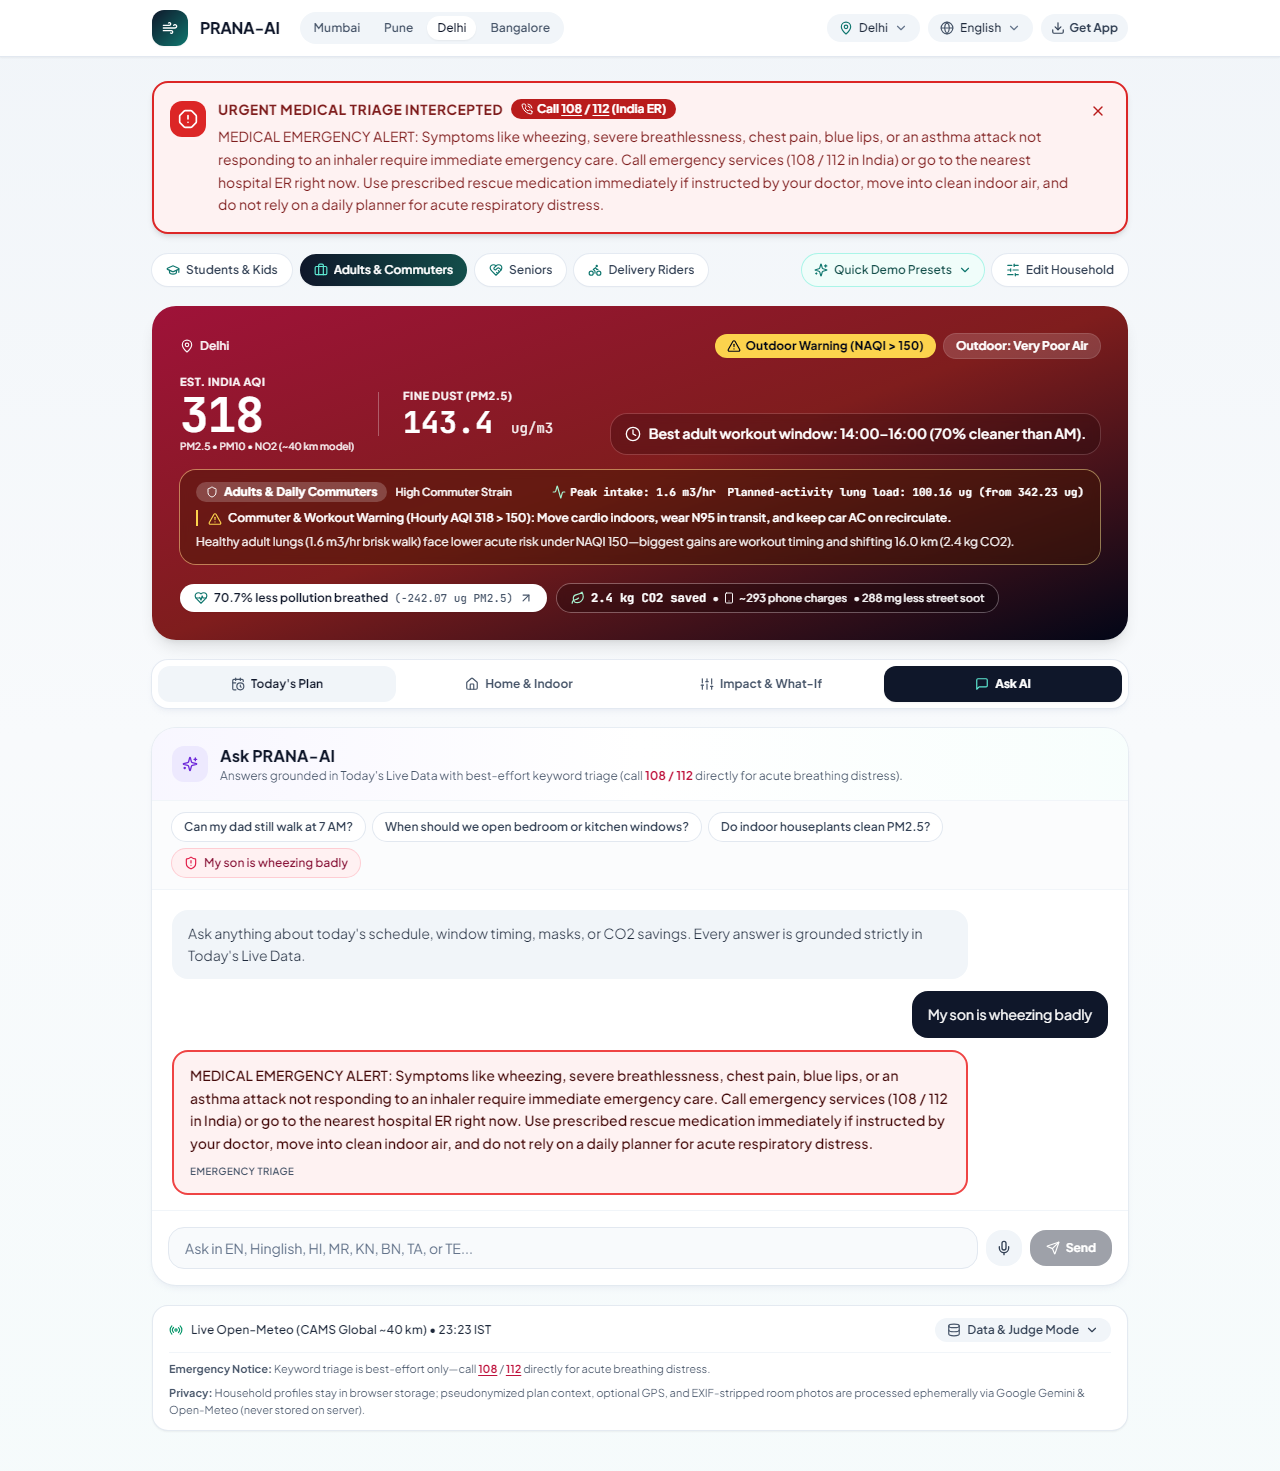 PRANA-AI
Mumbai Pune Delhi Bangalore
Delhi English Get App
URGENT MEDICAL TRIAGE INTERCEPTED Call 108 / 112 (India ER)
MEDICAL EMERGENCY ALERT: Symptoms like wheezing, severe breathlessness, chest pain, blue lips, or an asthma attack not
responding to an inhaler require immediate emergency care. Call emergency services (108 / 112 in India) or go to the nearest
hospital ER right now. Use prescribed rescue medication immediately if instructed by your doctor, move into clean indoor air, and
do not rely on a daily planner for acute respiratory distress.
Students & Kids Adults & Commuters Seniors Delivery Riders Quick Demo Presets Edit Household
Delhi Outdoor Warning (NAQI > 150) Outdoor: Very Poor Air
EST. INDIA AQI
318
PM2.5 • PM10 • NO2 (~40 km model)
FINE DUST (PM2.5)
143.4 ug/m3
Best adult workout window: 14:00–16:00 (70% cleaner than AM).
Adults & Daily Commuters High Commuter Strain Peak intake: 1.6 m3/hr Planned-activity lung load: 100.16 ug (from 342.23 ug)
Commuter & Workout Warning (Hourly AQI 318 > 150): Move cardio indoors, wear N95 in transit, and keep car AC on recirculate.
Healthy adult lungs (1.6 m3/hr brisk walk) face lower acute risk under NAQI 150—biggest gains are workout timing and shifting 16.0 km (2.4 kg CO2).
70.7% less pollution breathed (-242.07 ug PM2.5) 2.4 kg CO2 saved • ~293 phone charges • 288 mg less street soot
Today's Plan Home & Indoor Impact & What-If Ask AI
Ask PRANA-AI
Answers grounded in Today's Live Data with best-effort keyword triage (call 108 / 112 directly for acute breathing distress).
Can my dad still walk at 7 AM? When should we open bedroom or kitchen windows? Do indoor houseplants clean PM2.5?
My son is wheezing badly
Ask anything about today's schedule, window timing, masks, or CO2 savings. Every answer is grounded strictly in
Today's Live Data.
My son is wheezing badly
MEDICAL EMERGENCY ALERT: Symptoms like wheezing, severe breathlessness, chest pain, blue lips, or an
asthma attack not responding to an inhaler require immediate emergency care. Call emergency services (108 / 112
in India) or go to the nearest hospital ER right now. Use prescribed rescue medication immediately if instructed by
your doctor, move into clean indoor air, and do not rely on a daily planner for acute respiratory distress.
EMERGENCY TRIAGE
Ask in EN, Hinglish, HI, MR, KN, BN, TA, or TE...
Send
Live Open-Meteo (CAMS Global ~40 km) • 23:23 IST Data & Judge Mode
Emergency Notice: Keyword triage is best-effort only—call 108 / 112 directly for acute breathing distress.
Privacy: Household profiles stay in browser storage; pseudonymized plan context, optional GPS, and EXIF-stripped room photos are processed ephemerally via Google Gemini &
Open-Meteo (never stored on server).